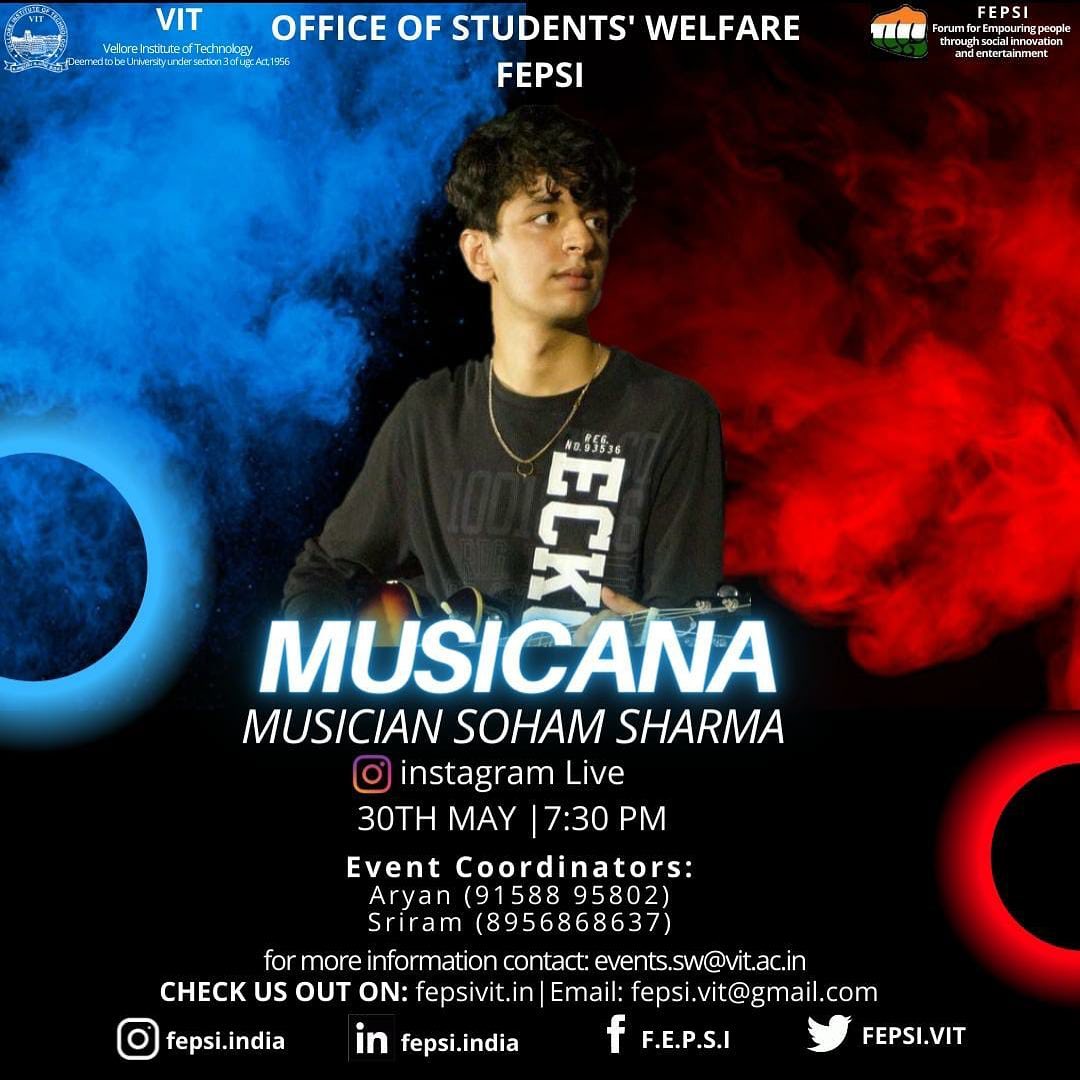 VIT
Vellore Institute of Technology
(Deemed to be University under section 3 of ugc Act,1956
VIT
OFFICE OF STUDENTS' WELFARE
FEPSI
FEPSI
Forum for Empouring people
through social innovation
and entertainment
REG.
NO.93536
ECK
MUSICANA
MUSICIAN SOHAM SHARMA
instagram Live
30TH MAY |7:30 PM
Event Coordinators:
Aryan (91588 95802)
Sriram (8956868637)
for more information contact: events.sw@vit.ac.in
CHECK US OUT ON: fepsivit.in|Email: fepsi.vit@gmail.com
fepsi.india
in fepsi.india
f F.E.P.S.I
FEPSI.VIT